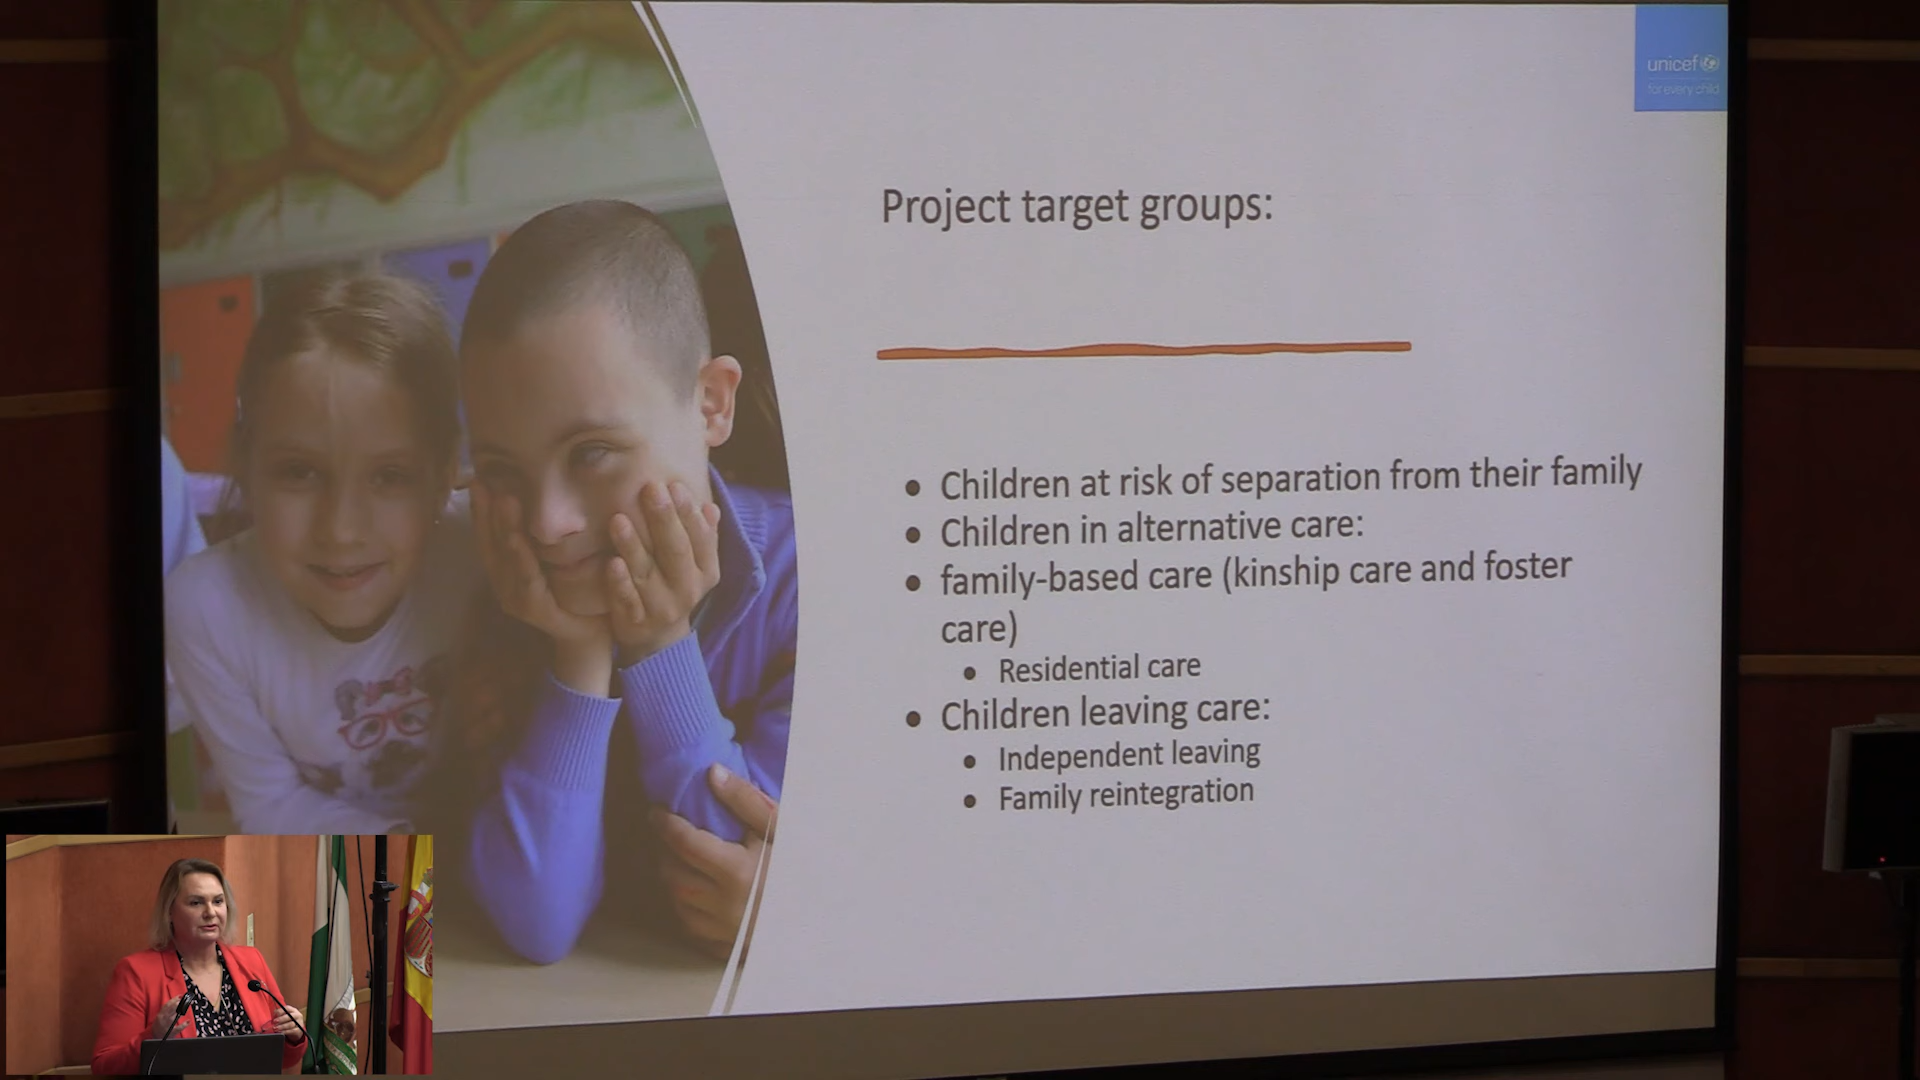 unicef
for every child
Project target groups:
• Children at risk of separation from their family
• Children in alternative care:
• family-based care (kinship care and foster
care)
• Residential care
• Children leaving care:
• Independent leaving
• Family reintegration